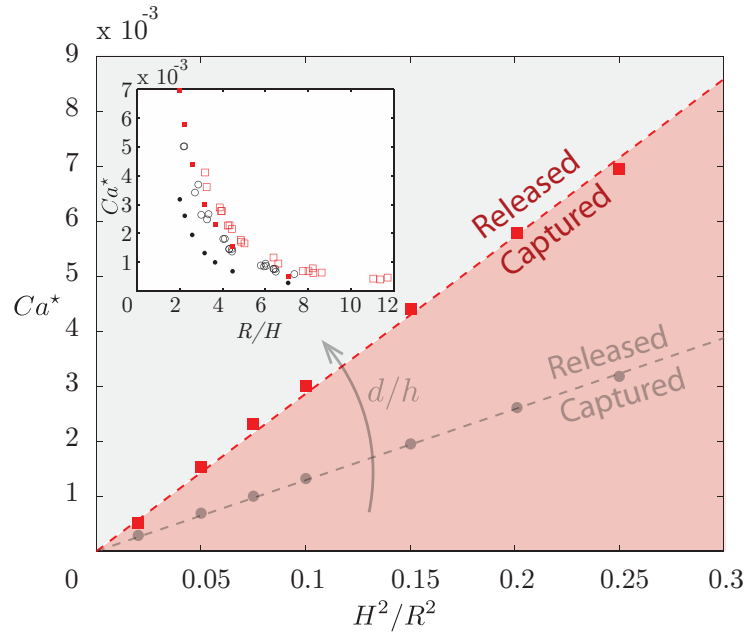 x 10⁻³
9
8
7
6
5
4
3
2
1
0
Ca*
0.05
0.1
0.15
0.2
0.25
0.3
H²/R²
Released
Captured
Released
Captured
d/h
x 10⁻³
7
6
5
4
3
2
1
Ca*
0
2
4
6
8
10
12
R/H